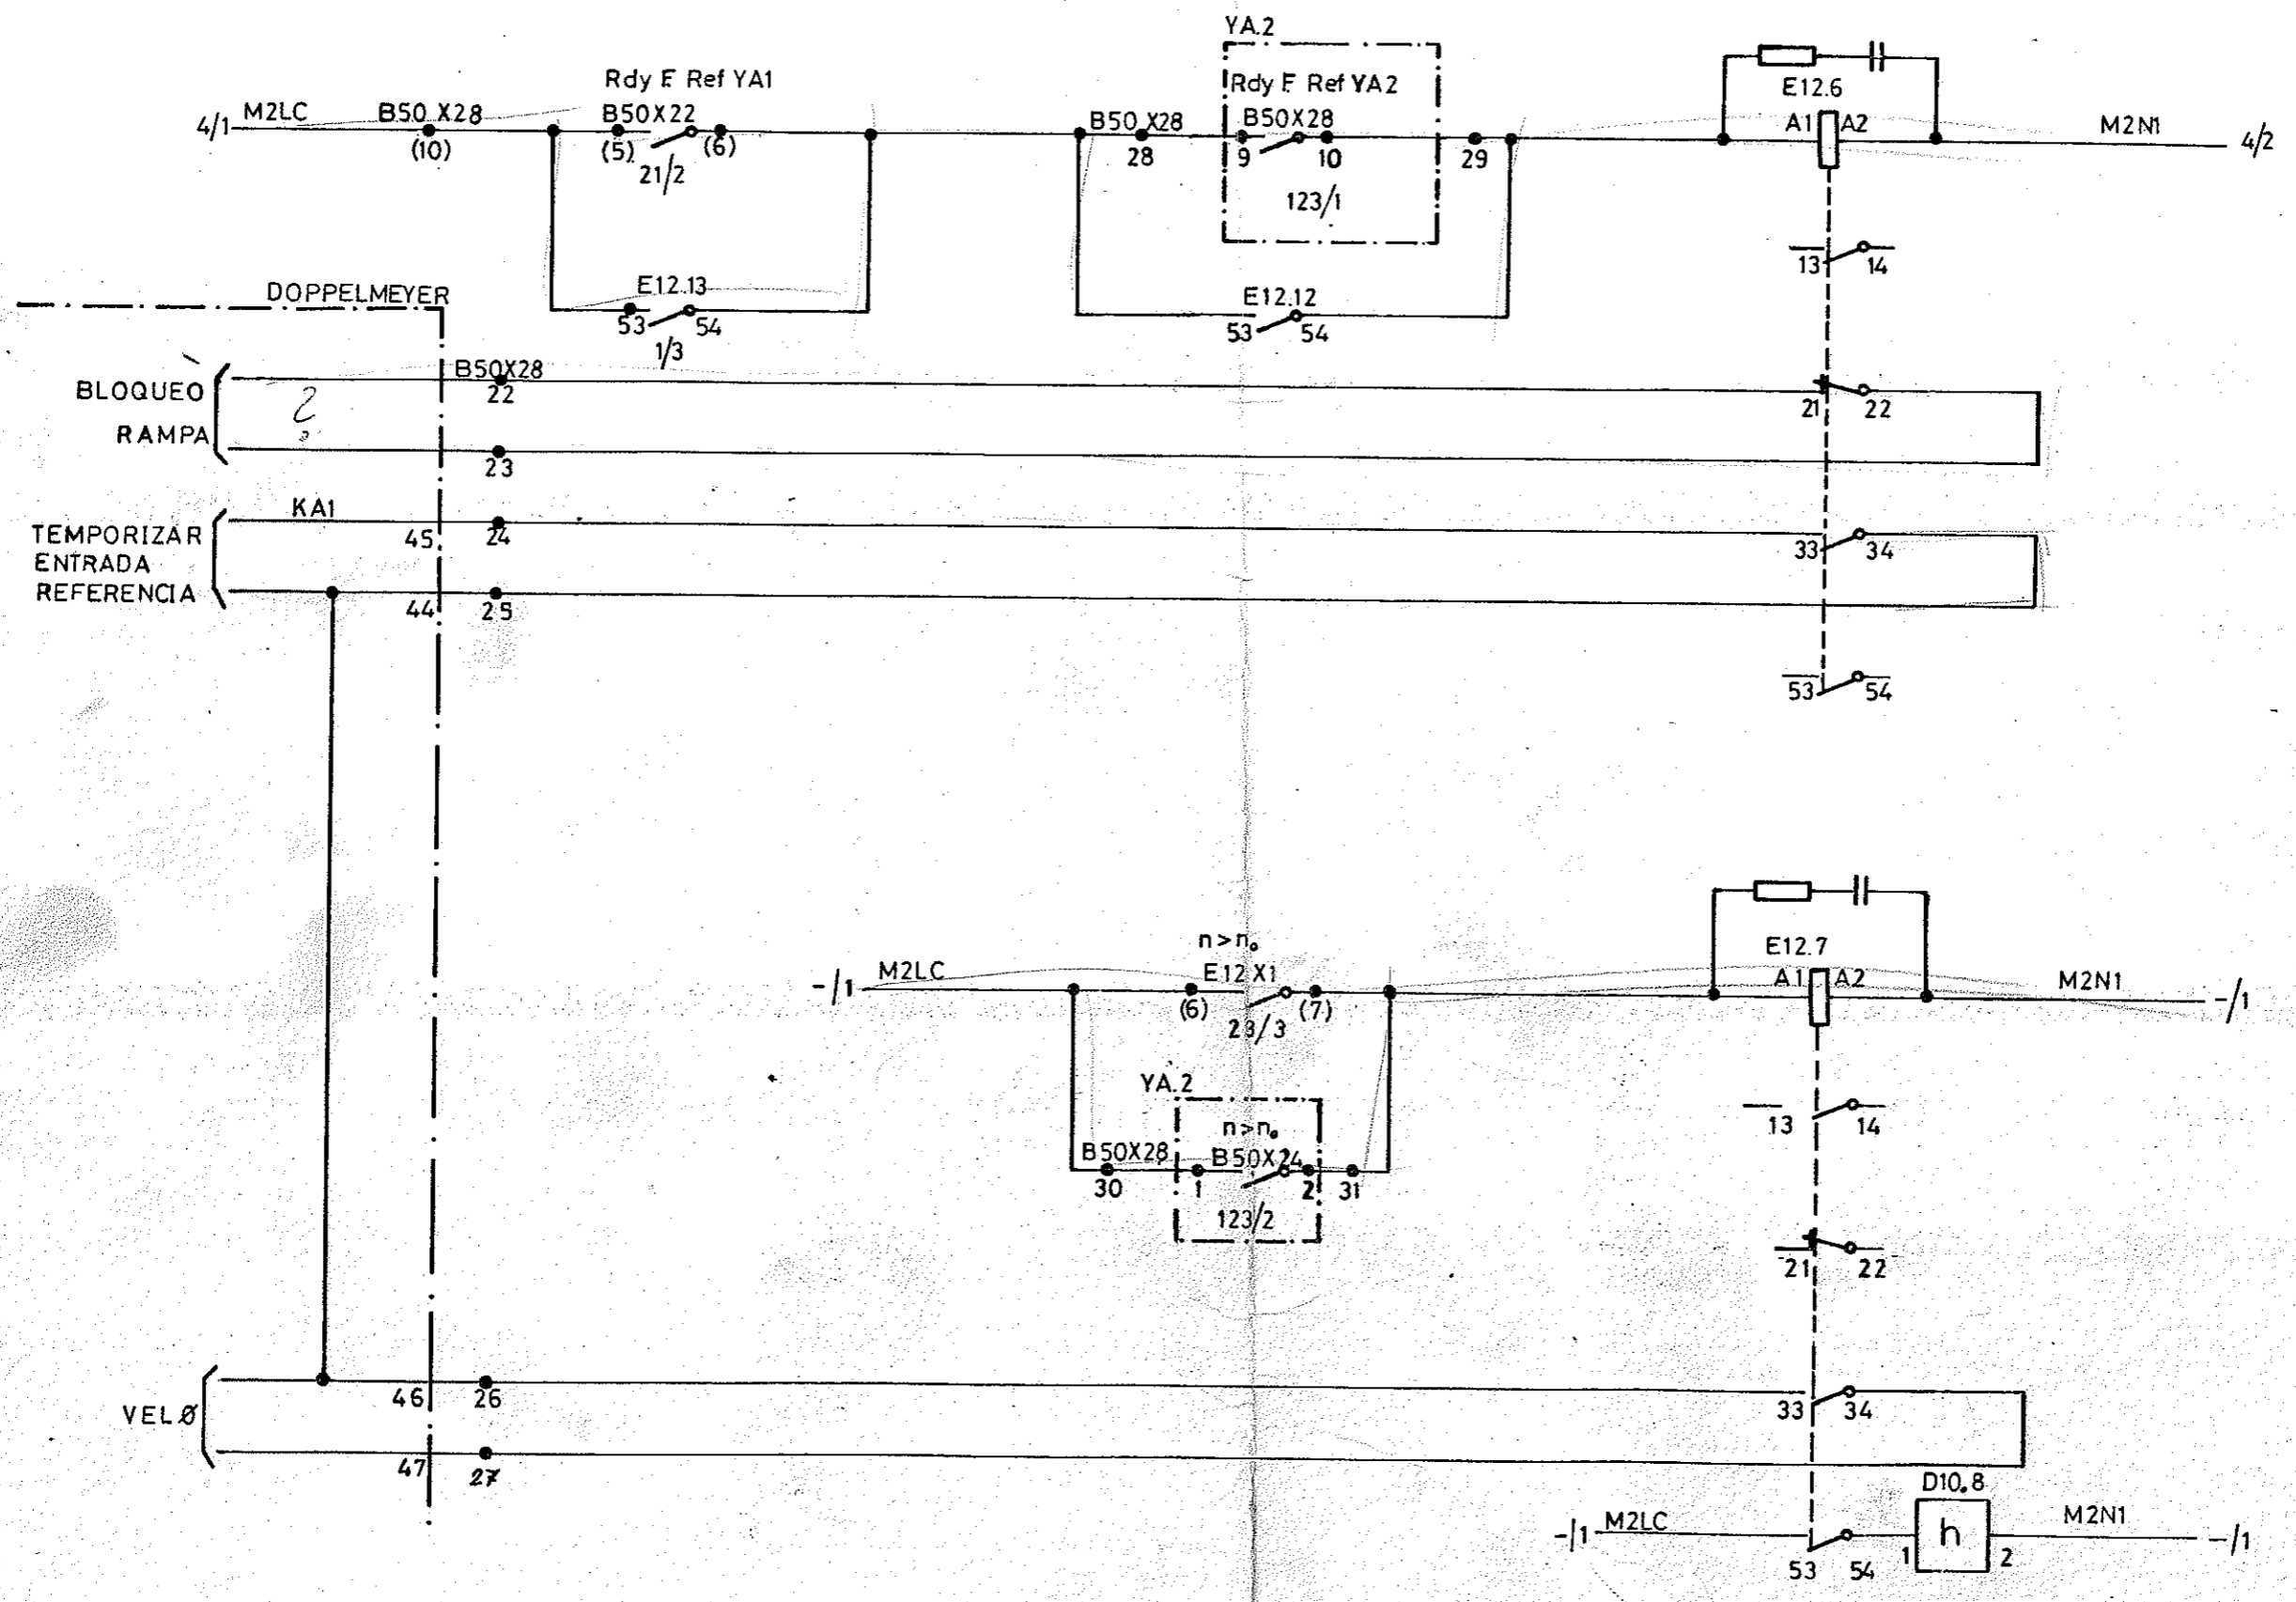 YA.2
Rdy F Ref YA1
Rdy F Ref YA2
E12.6
4/1 M2LC B50 X28 B50X22 B50 X28 B50X28 A1 A2 M2N1 4/2
(10) (5) (6) 28 9 10 29
21/2
123/1
13 14
E12.13
E12.12
53 54
53 54
1/3
DOPPELMEYER
BLOQUEO
RAMPA
?
B50X28
22
21 22
23
TEMPORIZAR
ENTRADA
REFERENCIA
KA1
45 24
33 34
44 25
53 54
n>n₀
E12.7
-/1 M2LC E12 X1 A1 A2 M2N1 -/1
(6) (7)
23/3
YA.2
n>n₀
B50X28 B50X24
30 1 2 31
123/2
13 14
21 22
VELØ
46 26
33 34
47 27
D10.8
-/1 M2LC h M2N1 -/1
53 54 1 2